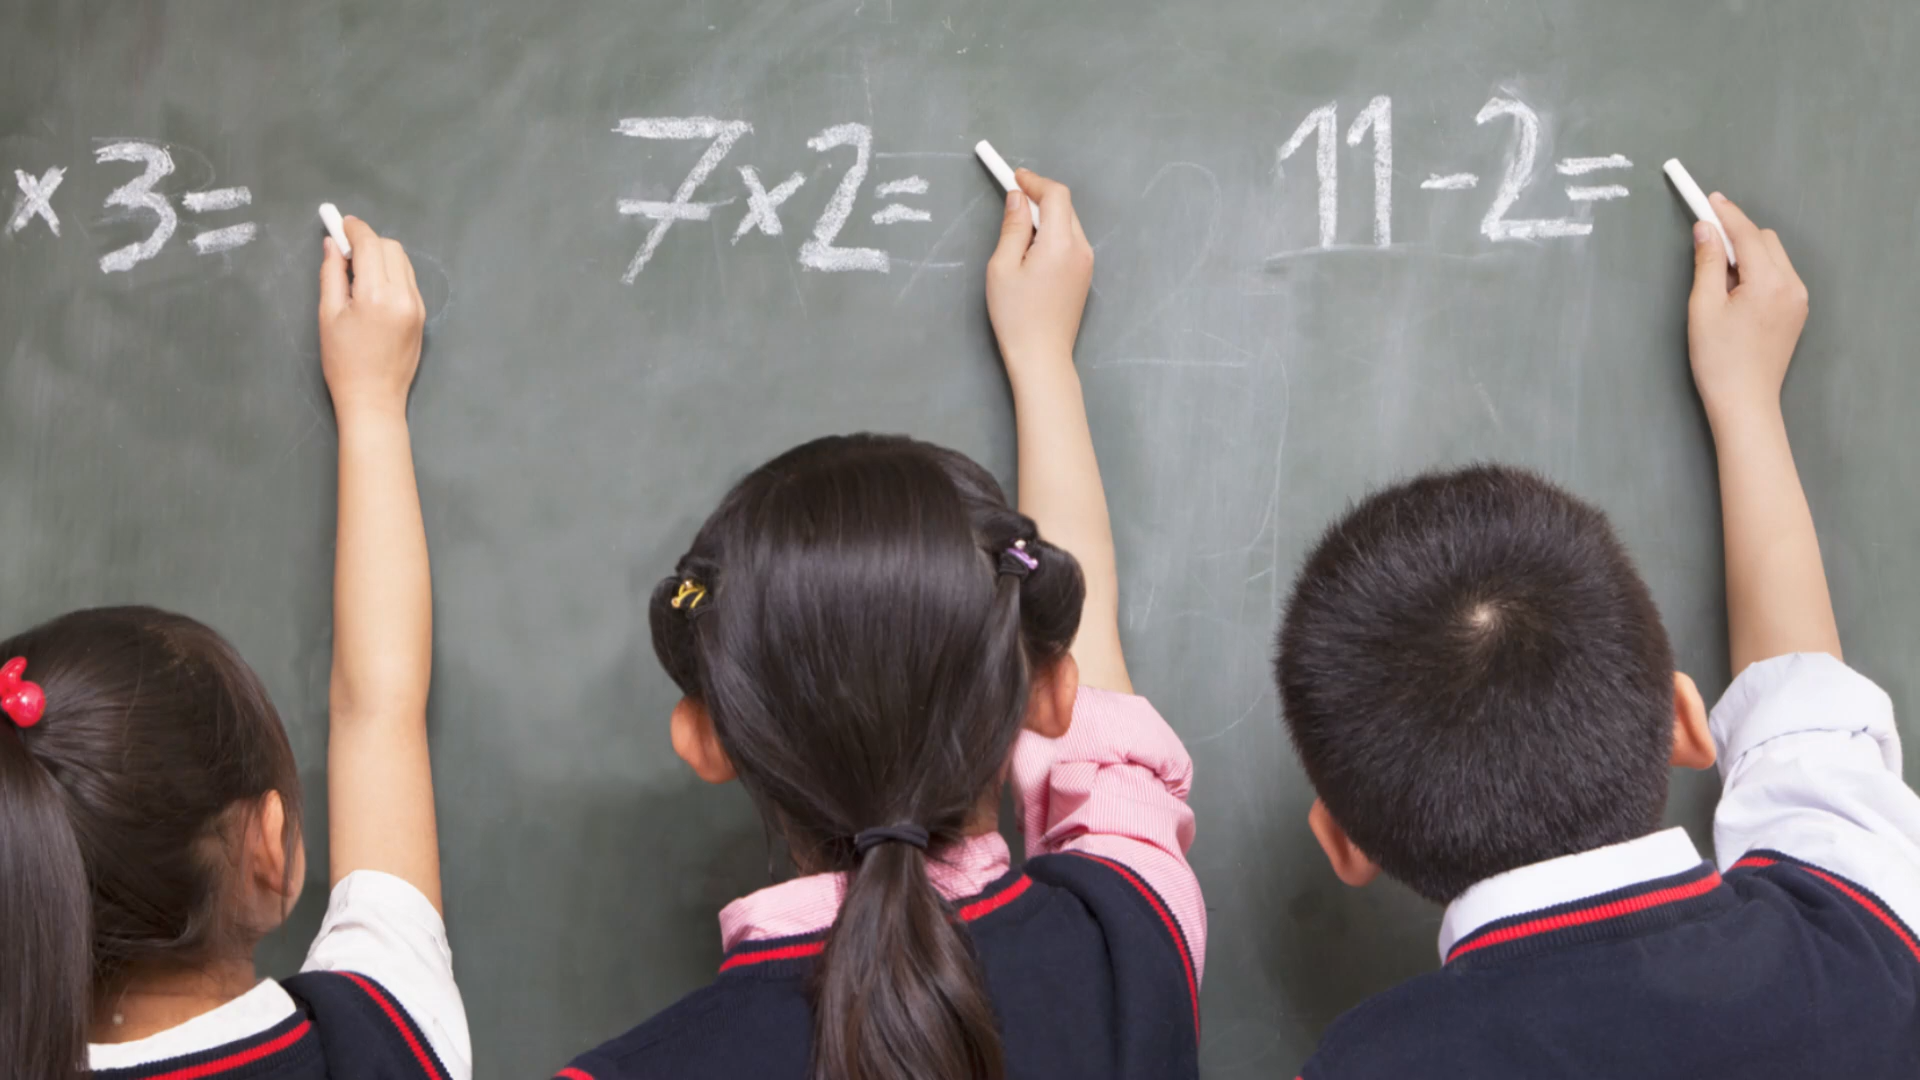 × 3=
7×2=
11-2=